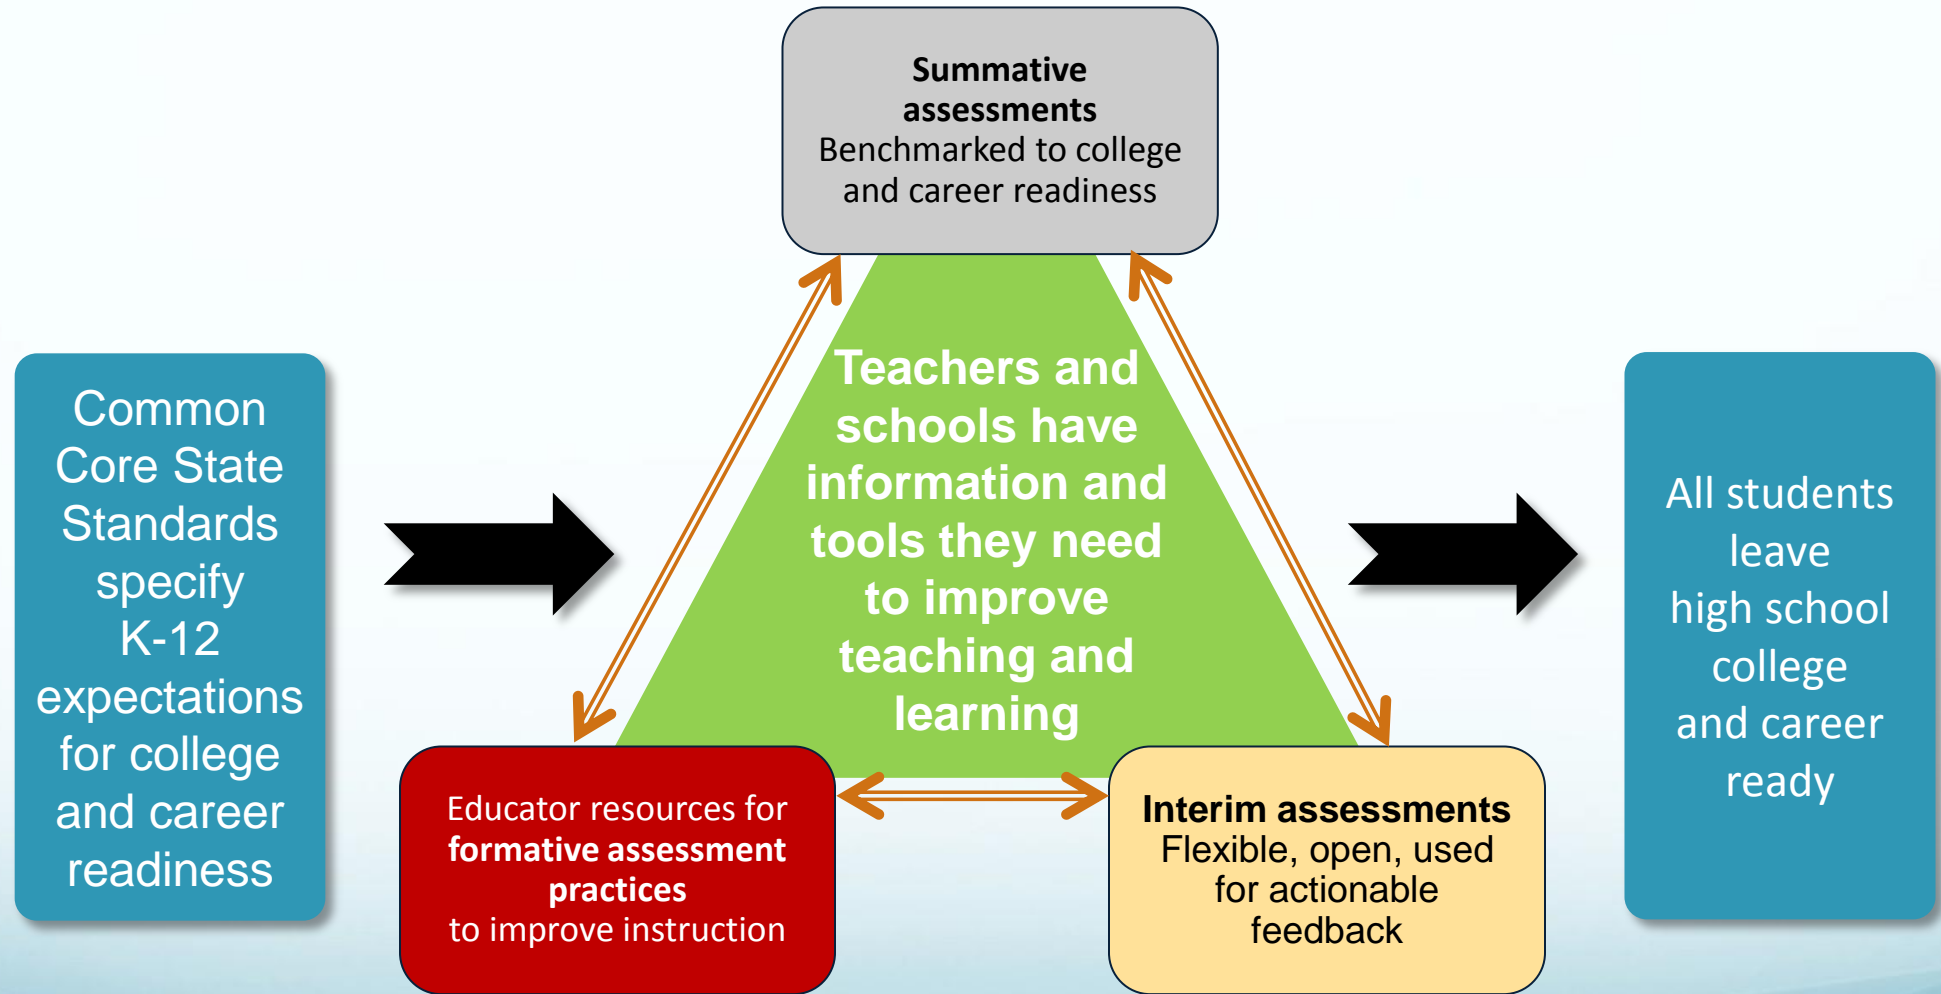 Summative
assessments
Benchmarked to college
and career readiness
Common
Core State
Standards
specify
K-12
expectations
for college
and career
readiness
Teachers and
schools have
information and
tools they need
to improve
teaching and
learning
All students
leave
high school
college
and career
ready
Educator resources for
formative assessment
practices
to improve instruction
Interim assessments
Flexible, open, used
for actionable
feedback